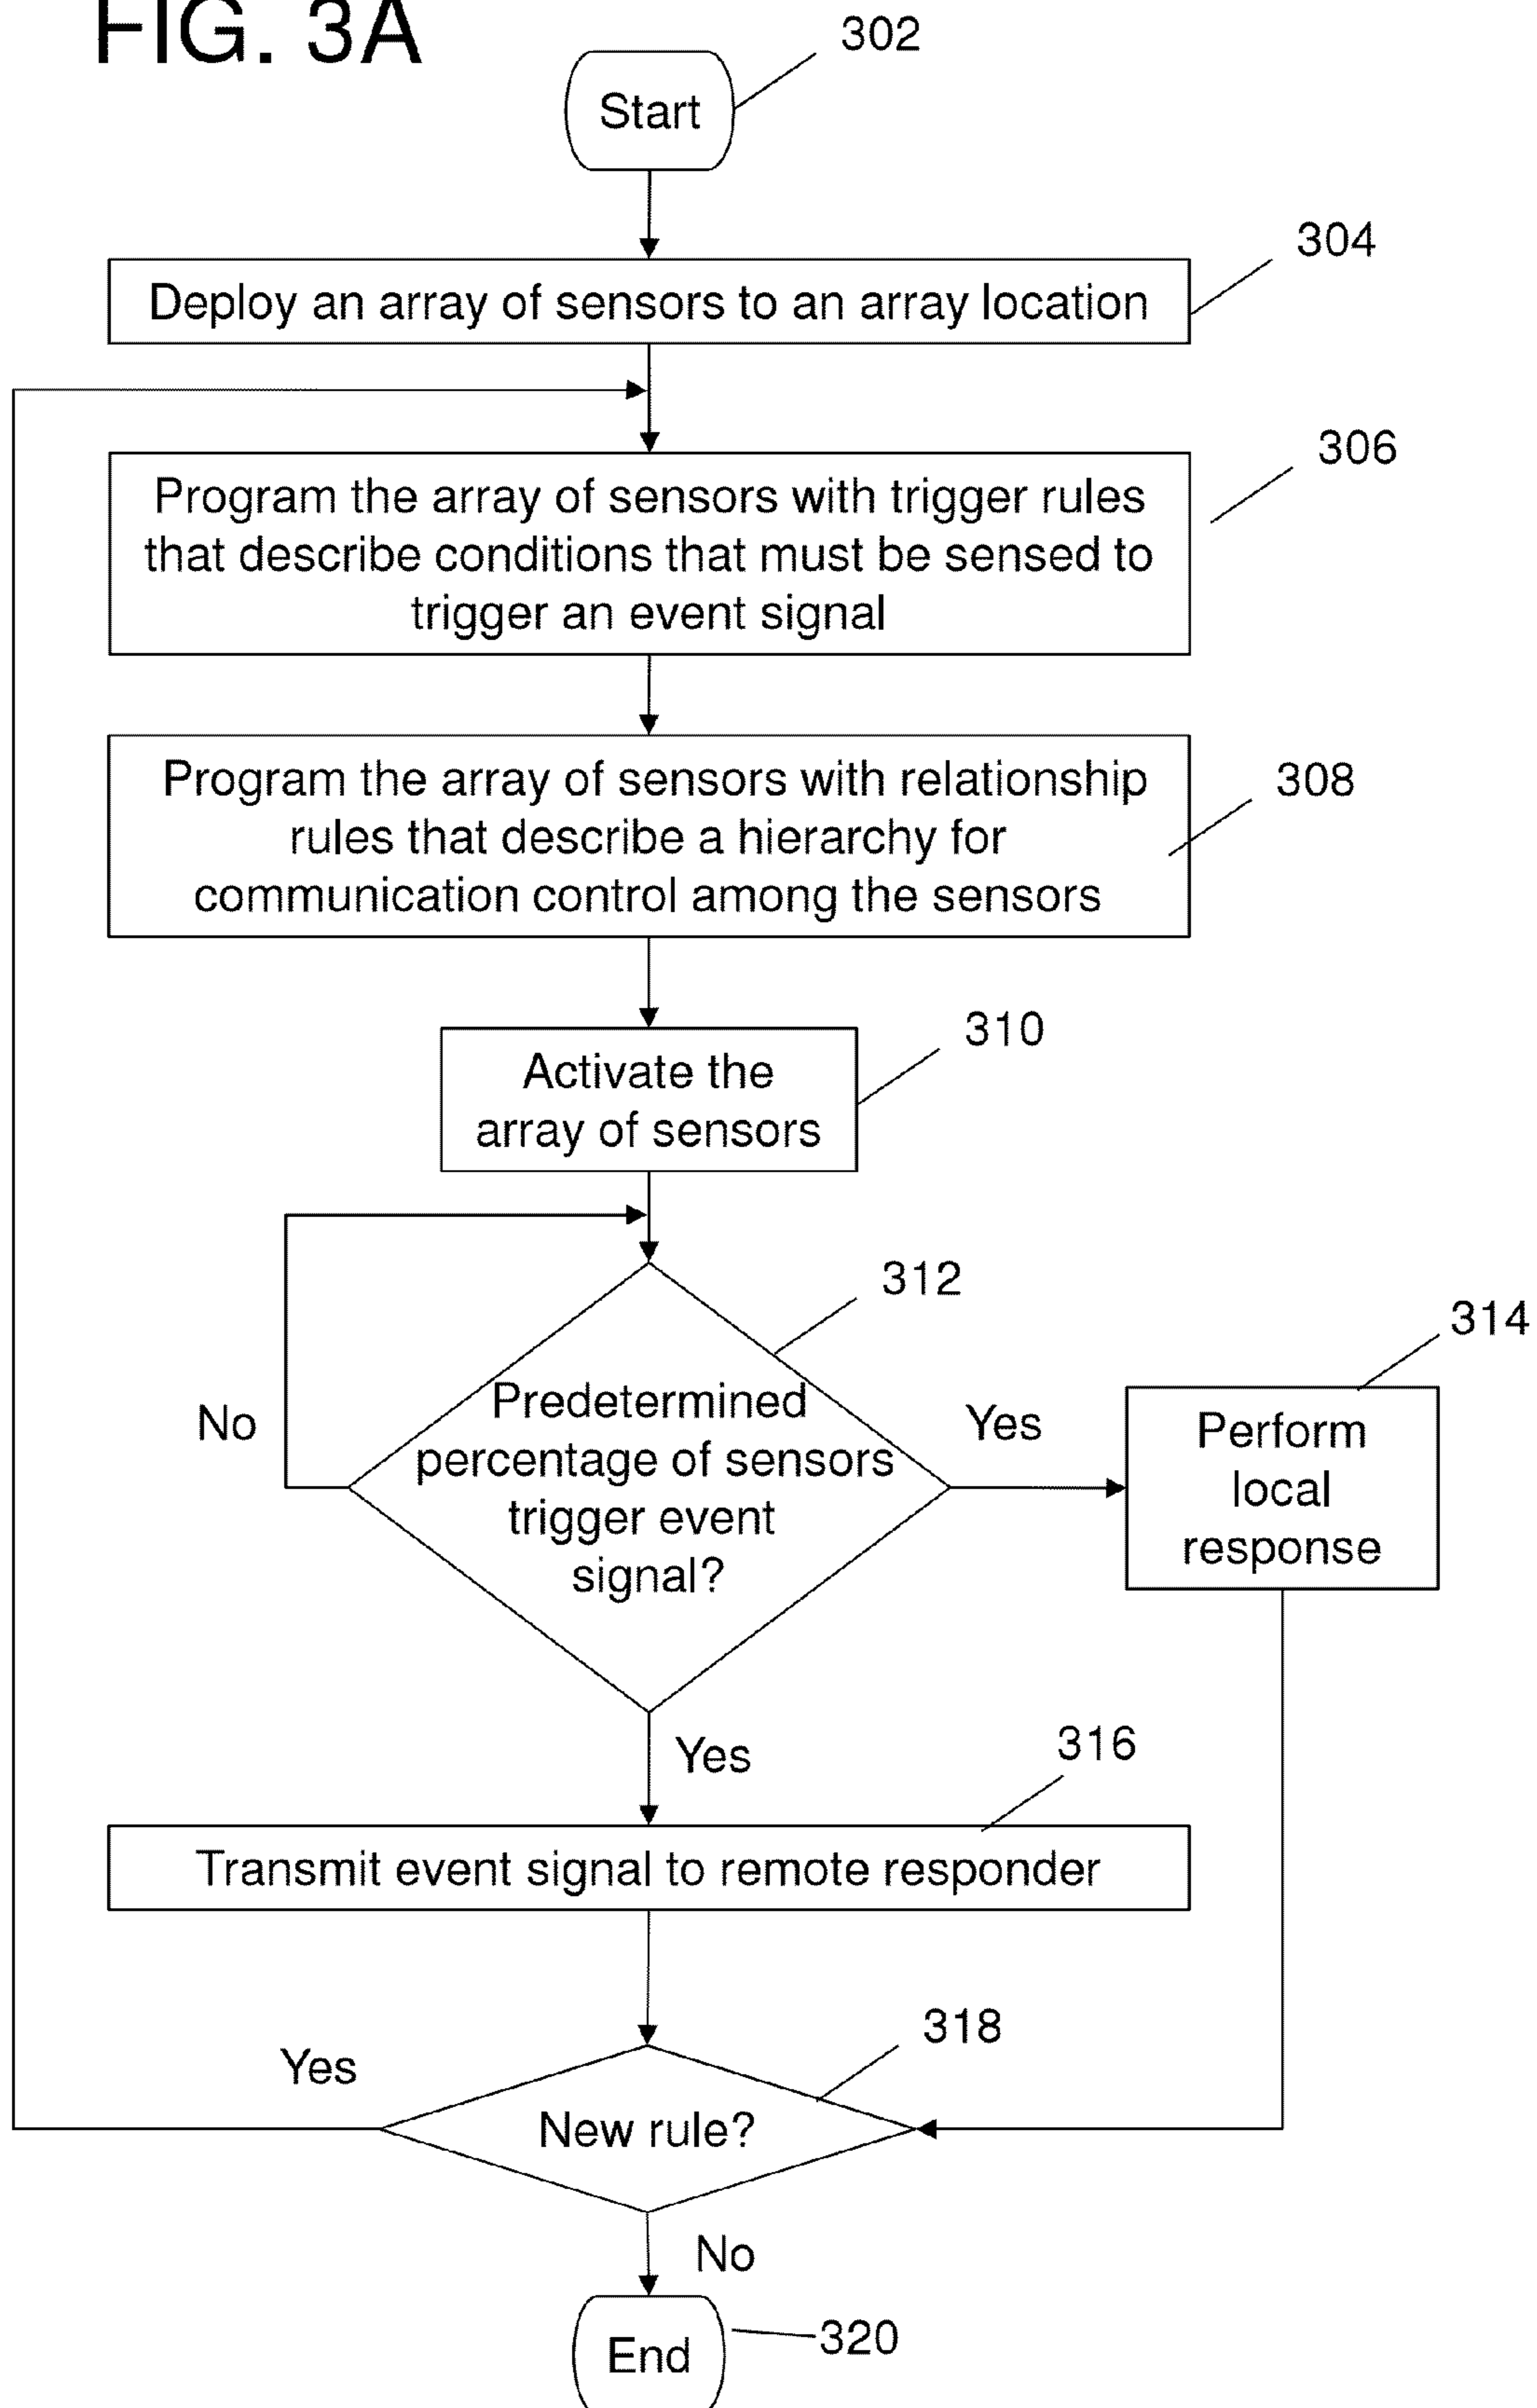 FIG. 3A
302
Start
304
Deploy an array of sensors to an array location
306
Program the array of sensors with trigger rules
that describe conditions that must be sensed to
trigger an event signal
308
Program the array of sensors with relationship
rules that describe a hierarchy for
communication control among the sensors
310
Activate the
array of sensors
312
314
No
Predetermined
percentage of sensors
trigger event
signal?
Yes
Perform
local
response
Yes
316
Transmit event signal to remote responder
318
Yes
New rule?
No
320
End